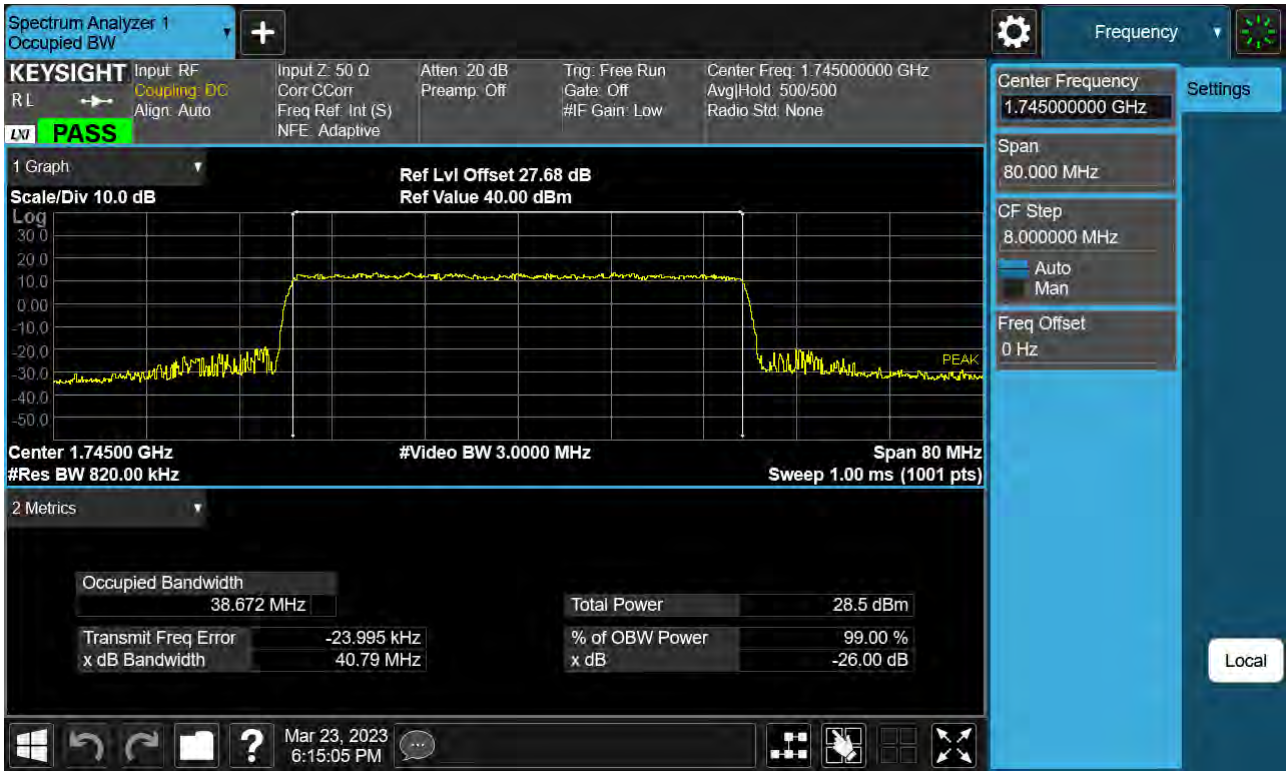 Spectrum Analyzer 1
Occupied BW
+
Frequency
KEYSIGHT
RL
LXI
PASS
Input: RF
Coupling: DC
Align: Auto
Input Z: 50 Ω
Corr CCorr
Freq Ref: Int (S)
NFE: Adaptive
Atten: 20 dB
Preamp: Off
Trig: Free Run
Gate: Off
#IF Gain: Low
Center Freq: 1.745000000 GHz
Avg|Hold: 500/500
Radio Std: None
Center Frequency
1.745000000 GHz
Settings
Span
80.000 MHz
CF Step
8.000000 MHz
Auto
Man
Freq Offset
0 Hz
Local
1 Graph
Scale/Div 10.0 dB
Ref Lvl Offset 27.68 dB
Ref Value 40.00 dBm
Log
30.0
20.0
10.0
0.00
-10.0
-20.0
-30.0
-40.0
-50.0
PEAK
Center 1.74500 GHz
#Video BW 3.0000 MHz
Span 80 MHz
#Res BW 820.00 kHz
Sweep 1.00 ms (1001 pts)
2 Metrics
Occupied Bandwidth
38.672 MHz
Total Power 28.5 dBm
Transmit Freq Error -23.995 kHz
% of OBW Power 99.00 %
x dB Bandwidth 40.79 MHz
x dB -26.00 dB
?
Mar 23, 2023
6:15:05 PM